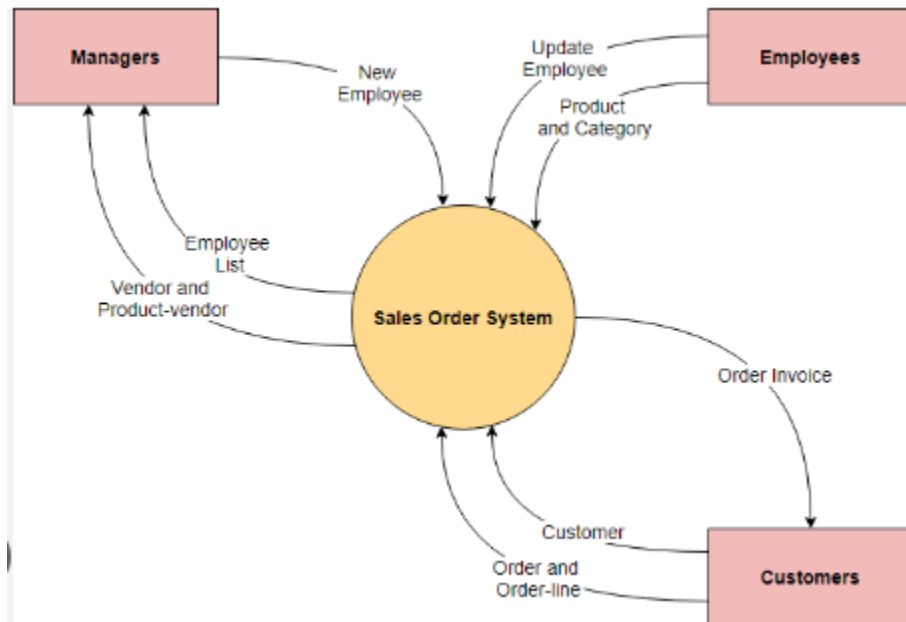 Managers
Employees
New
Employee
Update
Employee
Product
and Category
Employee
List
Vendor and
Product-vendor
Sales Order System
Order Invoice
Customer
Order and
Order-line
Customers